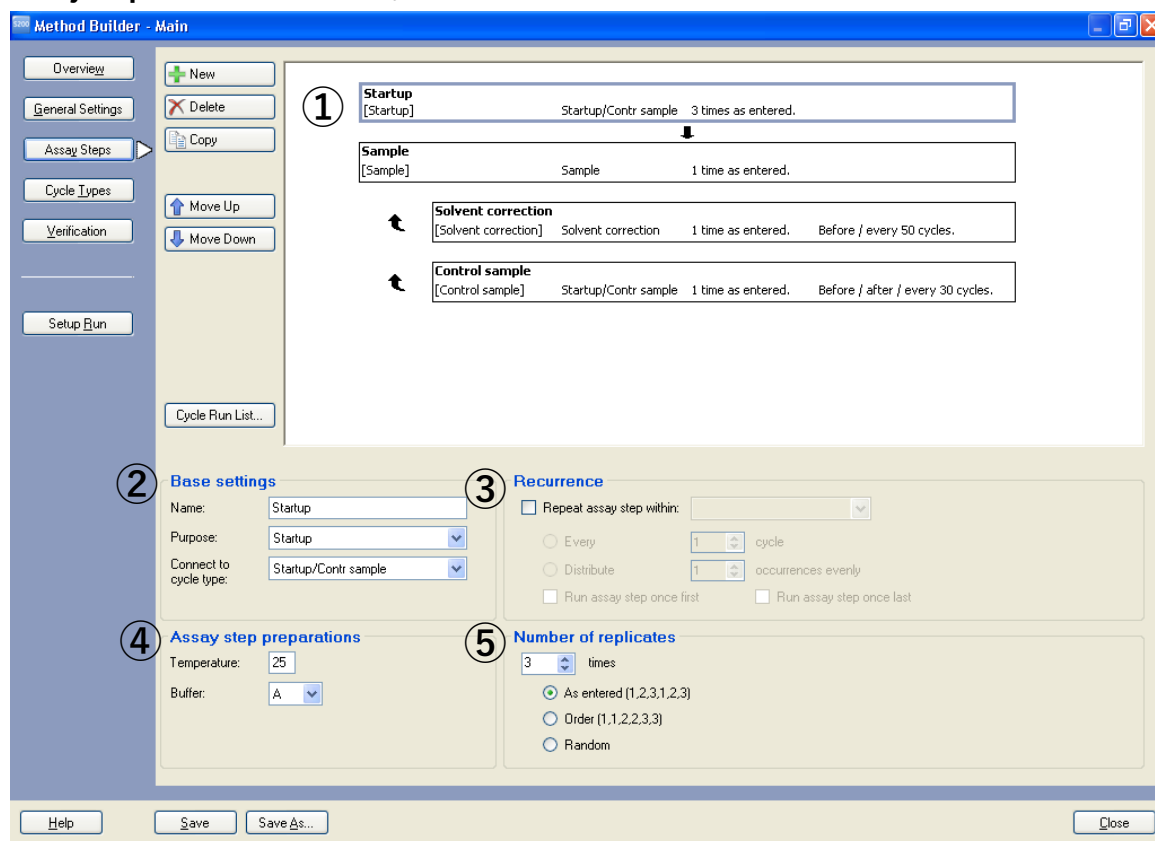 S200 Method Builder - Main
Overview
General Settings
Assay Steps
Cycle Types
Verification
Setup Run
New
Delete
Copy
Move Up
Move Down
Cycle Run List...
①
Startup
[Startup] Startup/Contr sample 3 times as entered.
Sample
[Sample] Sample 1 time as entered.
Solvent correction
[Solvent correction] Solvent correction 1 time as entered. Before / every 50 cycles.
Control sample
[Control sample] Startup/Contr sample 1 time as entered. Before / after / every 30 cycles.
② Base settings
Name: Startup
Purpose: Startup
Connect to
cycle type: Startup/Contr sample
③ Recurrence
Repeat assay step within:
Every 1 cycle
Distribute 1 occurrences evenly
Run assay step once first Run assay step once last
④ Assay step preparations
Temperature: 25
Buffer: A
⑤ Number of replicates
3 times
As entered (1,2,3,1,2,3)
Order (1,1,2,2,3,3)
Random
Help Save Save As... Close